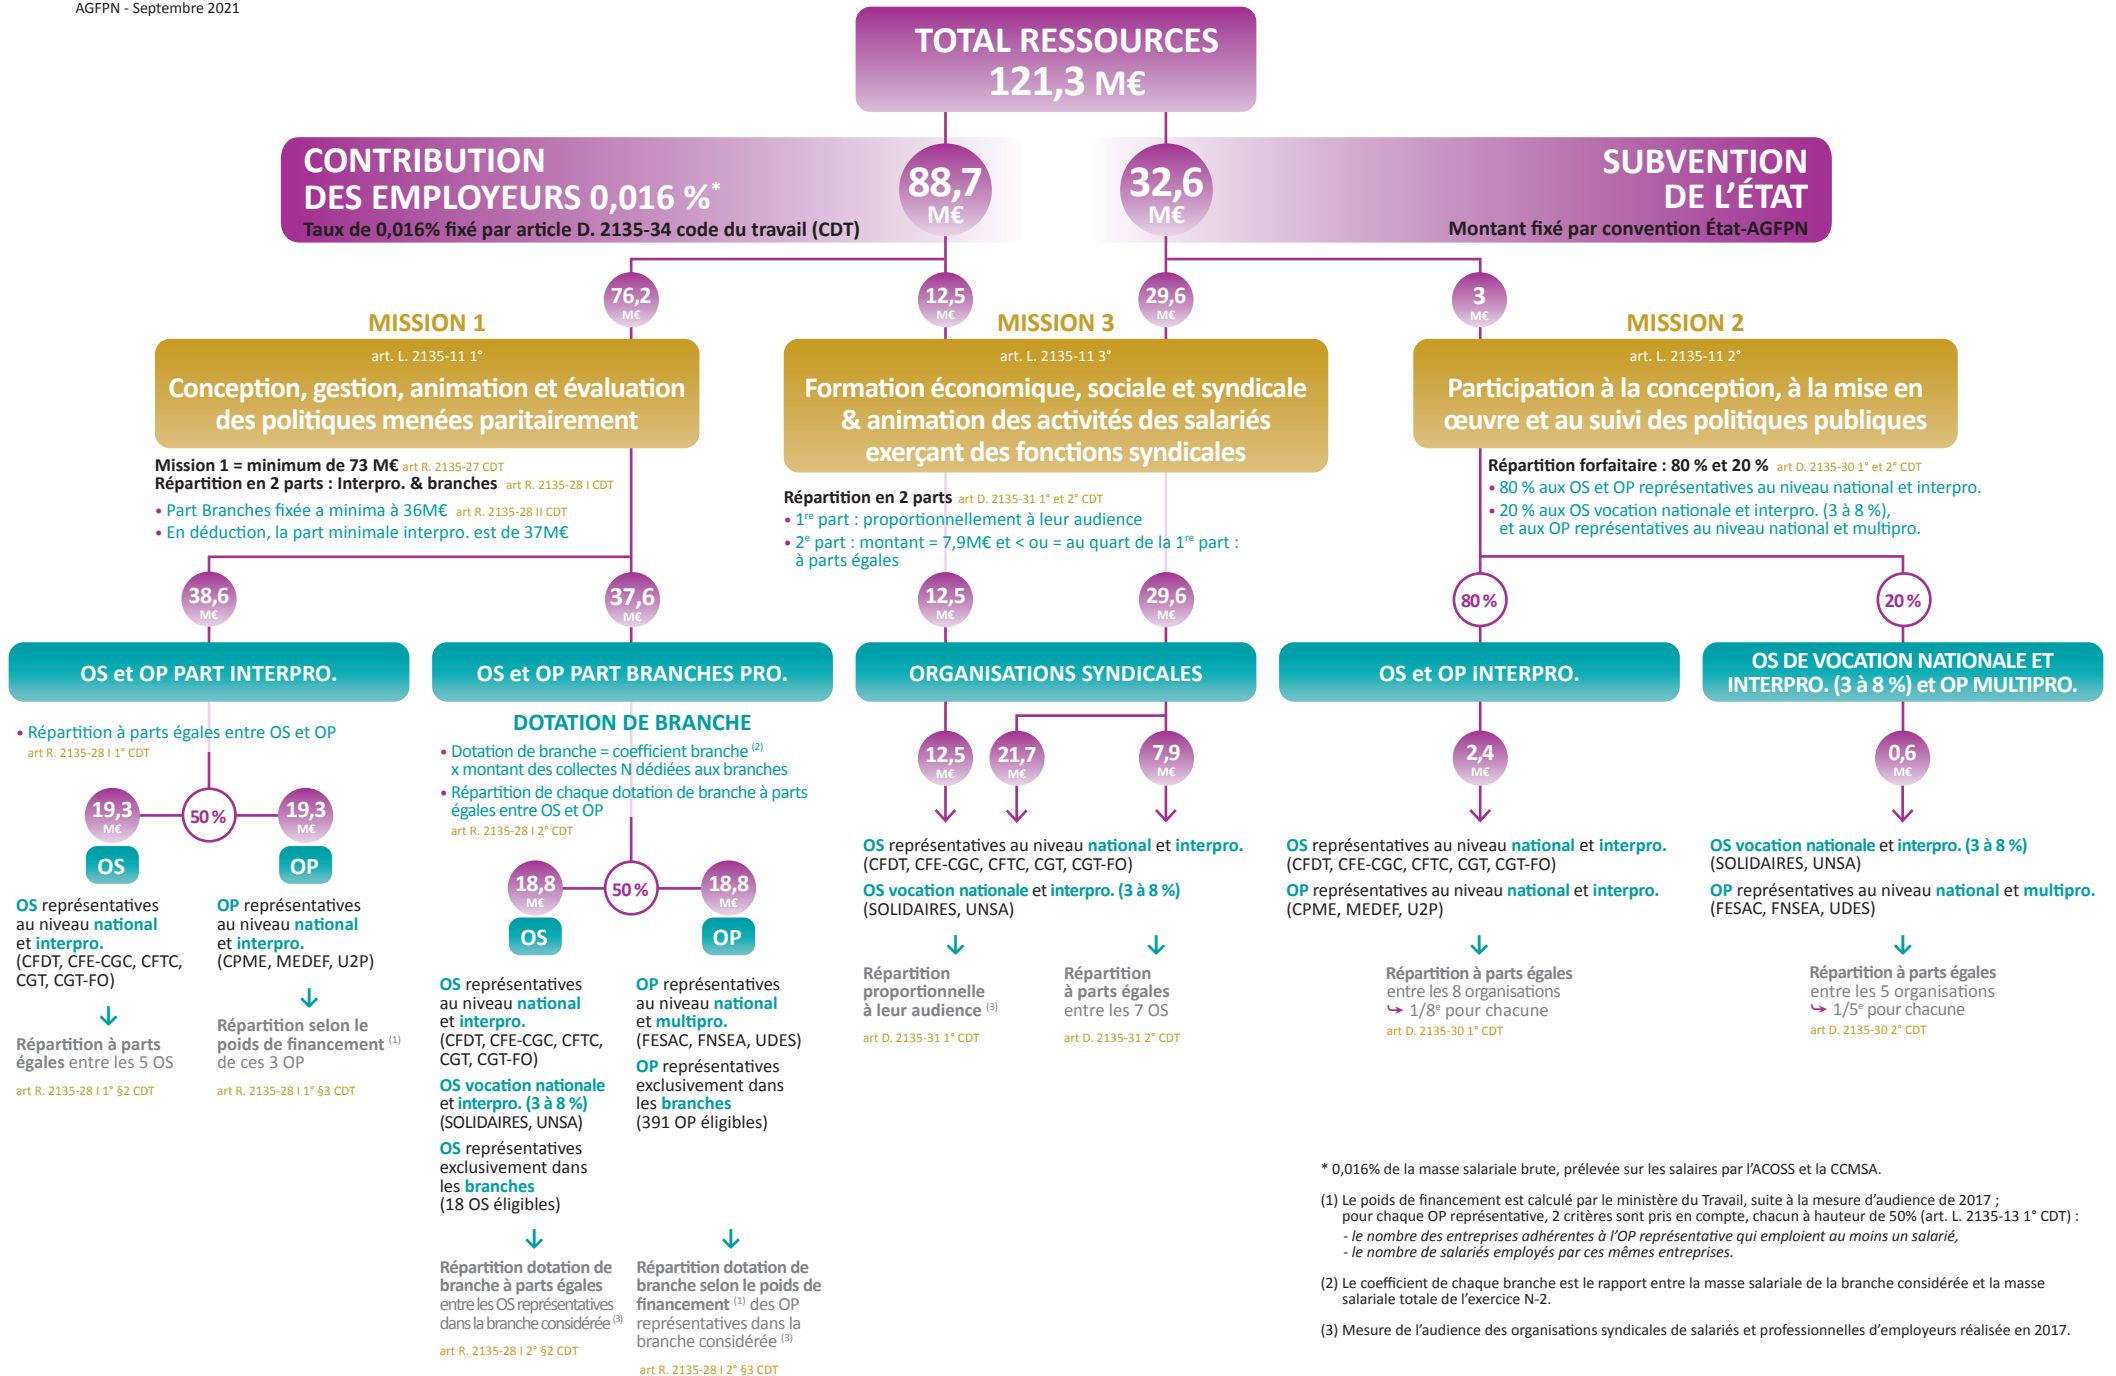 AGFPN - Septembre 2021
TOTAL RESSOURCES
121,3 M€
CONTRIBUTION
DES EMPLOYEURS 0,016 %*
Taux de 0,016% fixé par article D. 2135-34 code du travail (CDT)
88,7
M€
32,6
M€
SUBVENTION
DE L’ÉTAT
Montant fixé par convention État-AGFPN
76,2
M€
12,5
M€
29,6
M€
3
M€
MISSION 1
art. L. 2135-11 1°
Conception, gestion, animation et évaluation
des politiques menées paritairement
Mission 1 = minimum de 73 M€ art R. 2135-27 CDT
Répartition en 2 parts : Interpro. & branches art R. 2135-28 I CDT
• Part Branches fixée a minima à 36M€ art R. 2135-28 II CDT
• En déduction, la part minimale interpro. est de 37M€
MISSION 3
art. L. 2135-11 3°
Formation économique, sociale et syndicale
& animation des activités des salariés
exerçant des fonctions syndicales
Répartition en 2 parts art D. 2135-31 1° et 2° CDT
• 1re part : proportionnellement à leur audience
• 2e part : montant = 7,9M€ et < ou = au quart de la 1re part :
à parts égales
MISSION 2
art. L. 2135-11 2°
Participation à la conception, à la mise en
œuvre et au suivi des politiques publiques
Répartition forfaitaire : 80 % et 20 % art D. 2135-30 1° et 2° CDT
• 80 % aux OS et OP représentatives au niveau national et interpro.
• 20 % aux OS vocation nationale et interpro. (3 à 8 %),
et aux OP représentatives au niveau national et multipro.
38,6
M€
37,6
M€
12,5
M€
29,6
M€
80 %
20 %
OS et OP PART INTERPRO.
• Répartition à parts égales entre OS et OP
art R. 2135-28 I 1° CDT
19,3
M€
50 %
19,3
M€
OS
OP
OS représentatives
au niveau national
et interpro.
(CFDT, CFE-CGC, CFTC,
CGT, CGT-FO)
Répartition à parts
égales entre les 5 OS
art R. 2135-28 I 1° §2 CDT
OP représentatives
au niveau national
et interpro.
(CPME, MEDEF, U2P)
Répartition selon le
poids de financement (1)
de ces 3 OP
art R. 2135-28 I 1° §3 CDT
OS et OP PART BRANCHES PRO.
DOTATION DE BRANCHE
• Dotation de branche = coefficient branche (2)
x montant des collectes N dédiées aux branches
• Répartition de chaque dotation de branche à parts
égales entre OS et OP
art R. 2135-28 I 2° CDT
18,8
M€
50 %
18,8
M€
OS
OP
OS représentatives
au niveau national
et interpro.
(CFDT, CFE-CGC, CFTC,
CGT, CGT-FO)
OS vocation nationale
et interpro. (3 à 8 %)
(SOLIDAIRES, UNSA)
OS représentatives
exclusivement dans
les branches
(18 OS éligibles)
Répartition dotation de
branche à parts égales
entre les OS représentatives
dans la branche considérée (3)
art R. 2135-28 I 2° §2 CDT
OP représentatives
au niveau national
et multipro.
(FESAC, FNSEA, UDES)
OP représentatives
exclusivement dans
les branches
(391 OP éligibles)
Répartition dotation de
branche selon le poids de
financement (1) des OP
représentatives dans la
branche considérée (3)
art R. 2135-28 I 2° §3 CDT
ORGANISATIONS SYNDICALES
12,5
M€
21,7
M€
7,9
M€
OS représentatives au niveau national et interpro.
(CFDT, CFE-CGC, CFTC, CGT, CGT-FO)
OS vocation nationale et interpro. (3 à 8 %)
(SOLIDAIRES, UNSA)
Répartition
proportionnelle
à leur audience (3)
art D. 2135-31 1° CDT
Répartition
à parts égales
entre les 7 OS
art D. 2135-31 2° CDT
OS et OP INTERPRO.
2,4
M€
OS représentatives au niveau national et interpro.
(CFDT, CFE-CGC, CFTC, CGT, CGT-FO)
OP représentatives au niveau national et interpro.
(CPME, MEDEF, U2P)
Répartition à parts égales
entre les 8 organisations
1/8e pour chacune
art D. 2135-30 1° CDT
OS DE VOCATION NATIONALE ET
INTERPRO. (3 à 8 %) et OP MULTIPRO.
0,6
M€
OS vocation nationale et interpro. (3 à 8 %)
(SOLIDAIRES, UNSA)
OP représentatives au niveau national et multipro.
(FESAC, FNSEA, UDES)
Répartition à parts égales
entre les 5 organisations
1/5e pour chacune
art D. 2135-30 2° CDT
* 0,016% de la masse salariale brute, prélevée sur les salaires par l’ACOSS et la CCMSA.
(1) Le poids de financement est calculé par le ministère du Travail, suite à la mesure d’audience de 2017 ;
pour chaque OP représentative, 2 critères sont pris en compte, chacun à hauteur de 50% (art. L. 2135-13 1° CDT) :
- le nombre des entreprises adhérentes à l’OP représentative qui emploient au moins un salarié,
- le nombre de salariés employés par ces mêmes entreprises.
(2) Le coefficient de chaque branche est le rapport entre la masse salariale de la branche considérée et la masse
salariale totale de l’exercice N-2.
(3) Mesure de l’audience des organisations syndicales de salariés et professionnelles d’employeurs réalisée en 2017.